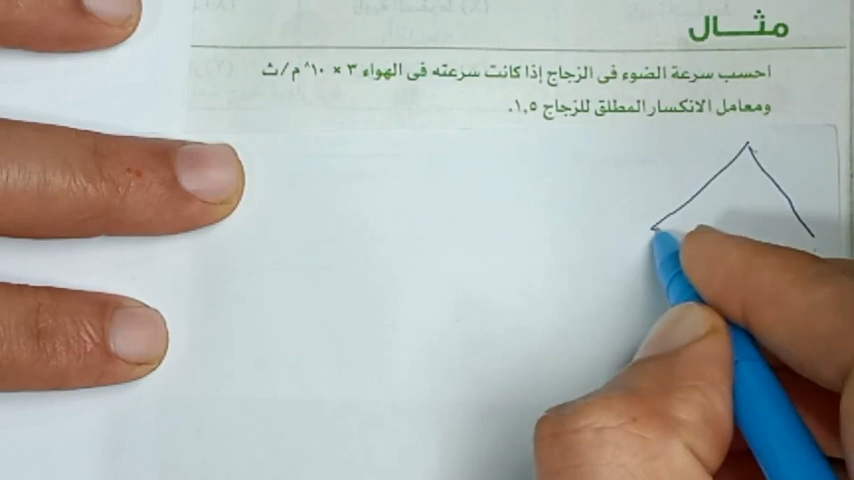 مثـــال
احسب سرعة الضوء فى الزجاج إذا كانت سرعته فى الهواء ٣ × ١٠^٨ م/ث
ومعامل الانكسار المطلق للزجاج ١,٥.